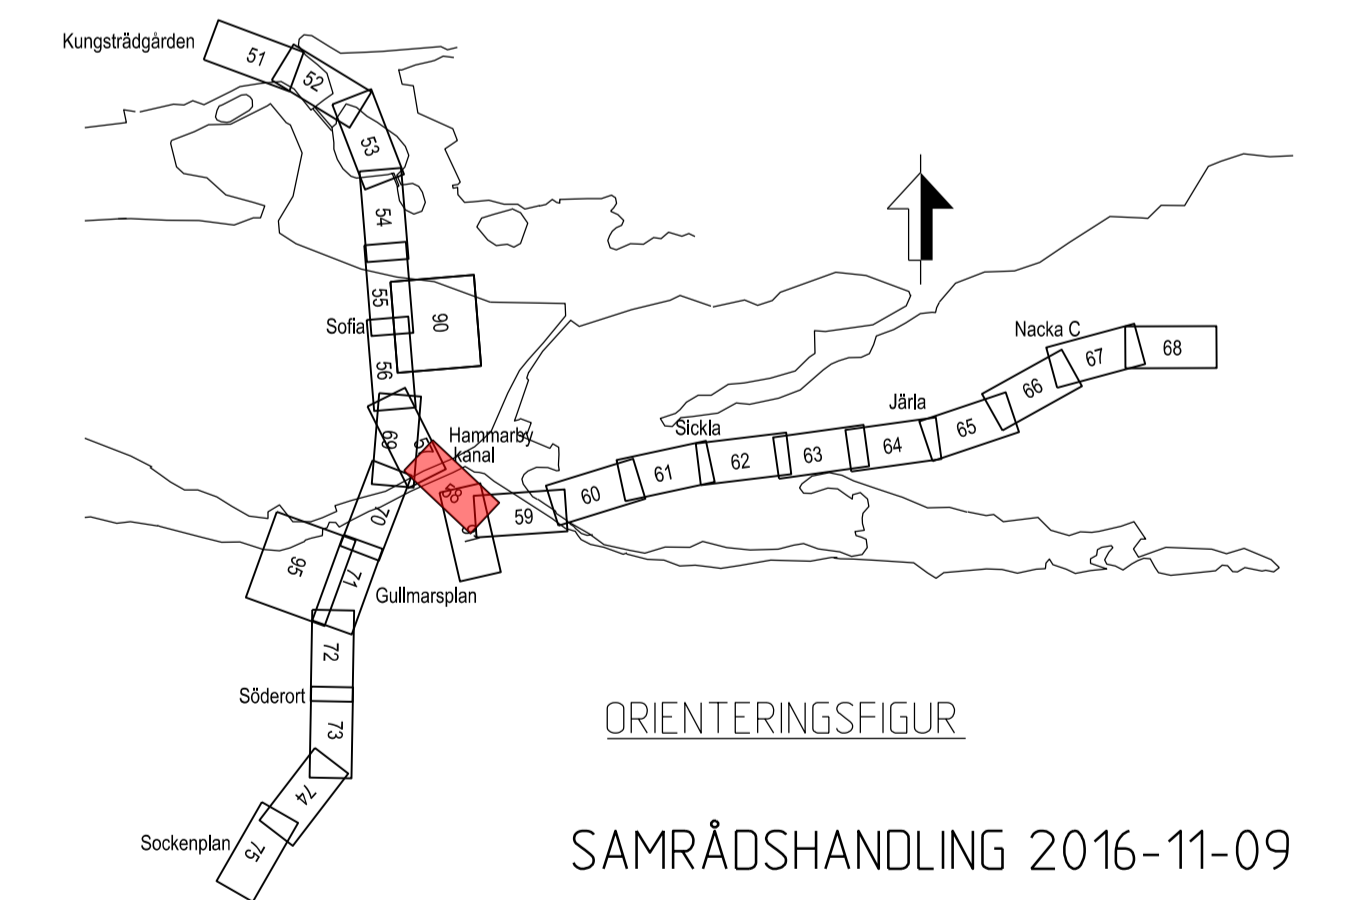 Kungsträdgården
51
52
53
54
55
Sofia
90
56
69
57
Hammarby
kanal
58
59
60
61
Sickla
62
63
64
Järla
65
66
Nacka C
67
68
70
95
71
Gullmarsplan
72
Söderort
73
74
Sockenplan
75
ORIENTERINGSFIGUR
SAMRÅDSHANDLING 2016-11-09